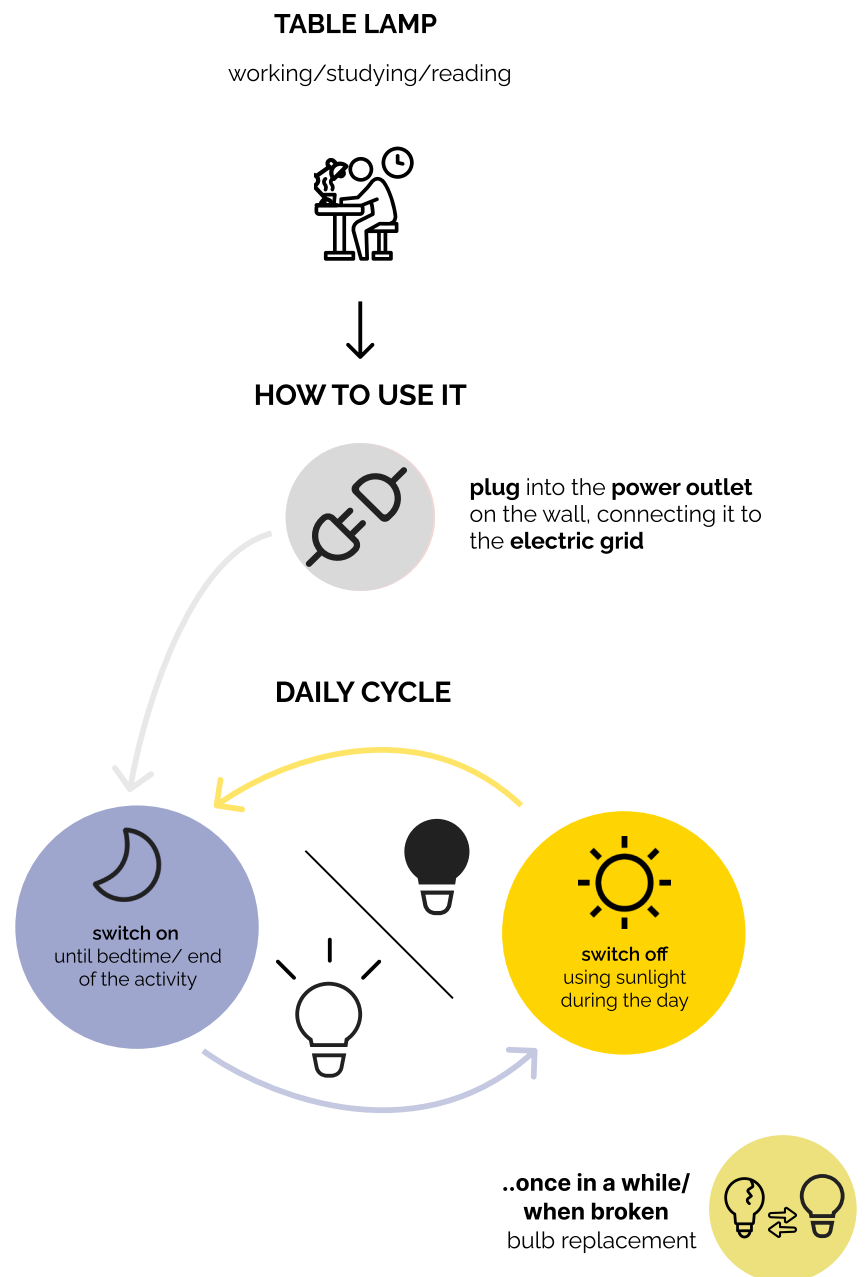 TABLE LAMP
working/studying/reading
HOW TO USE IT
plug into the power outlet
on the wall, connecting it to
the electric grid
DAILY CYCLE
switch on
until bedtime/ end
of the activity
switch off
using sunlight
during the day
..once in a while/
when broken
bulb replacement